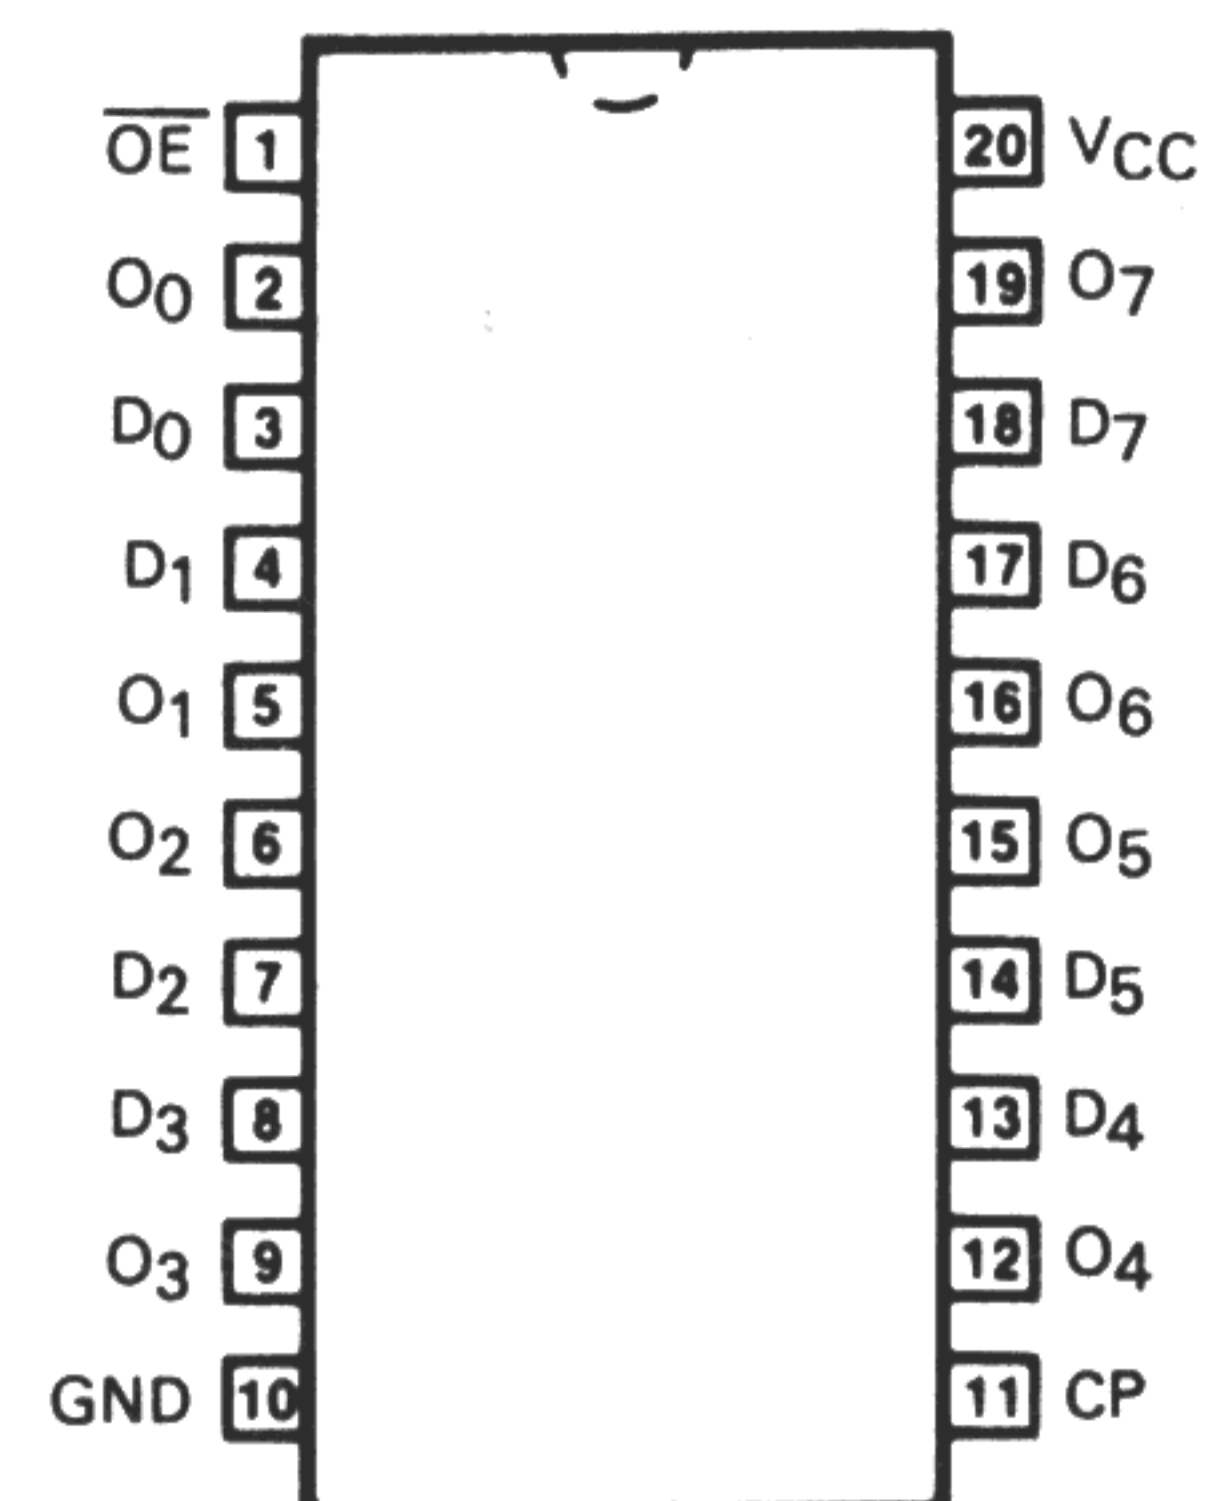 O̅E̅ 1 20 VCC
O0 2 19 O7
D0 3 18 D7
D1 4 17 D6
O1 5 16 O6
O2 6 15 O5
D2 7 14 D5
D3 8 13 D4
O3 9 12 O4
GND 10 11 CP